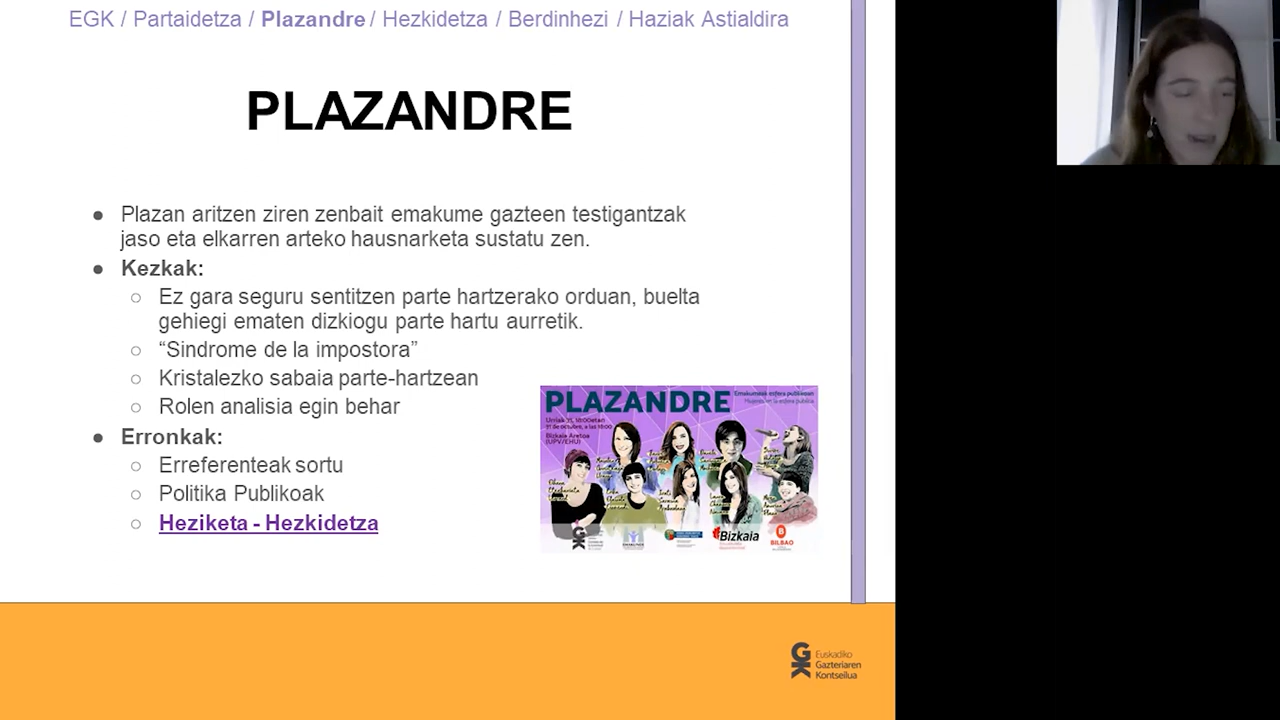 EGK / Partaidetza / Plazandre / Hezkidetza / Berdinhezi / Haziak Astialdira
PLAZANDRE
● Plazan aritzen ziren zenbait emakume gazteen testigantzak
jaso eta elkarren arteko hausnarketa sustatu zen.
● Kezkak:
○ Ez gara seguru sentitzen parte hartzerako orduan, buelta
gehiegi ematen dizkiogu parte hartu aurretik.
○ “Sindrome de la impostora”
○ Kristalezko sabaia parte-hartzean
○ Rolen analisia egin behar
● Erronkak:
○ Erreferenteak sortu
○ Politika Publikoak
○ Heziketa - Hezkidetza
PLAZANDRE
Emakumeak esfera publikoan
Mujeres en la esfera pública
Urriak 31, 18:00etan
31 de octubre, a las 18:00
Bizkaia Aretoa
(UPV/EHU)
Bizkaia
BILBAO
GK
Euskadiko
Gazteriaren
Kontseilua